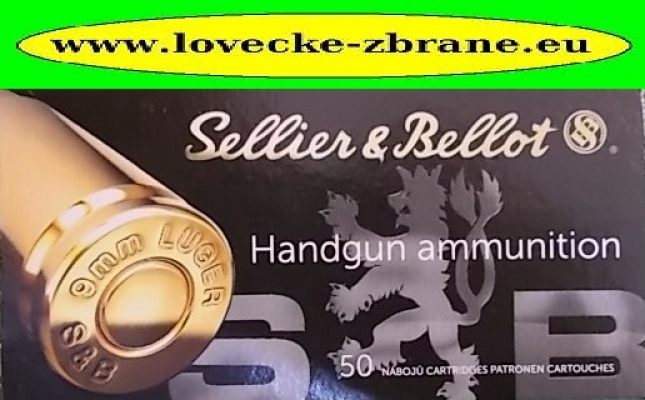 www.lovecke-zbrane.eu
Sellier & Bellot S&B ®
Handgun ammunition
9mm LUGER
S&B
S B
50 NÁBOJŮ CARTRIDGES PATRONEN CARTOUCHES